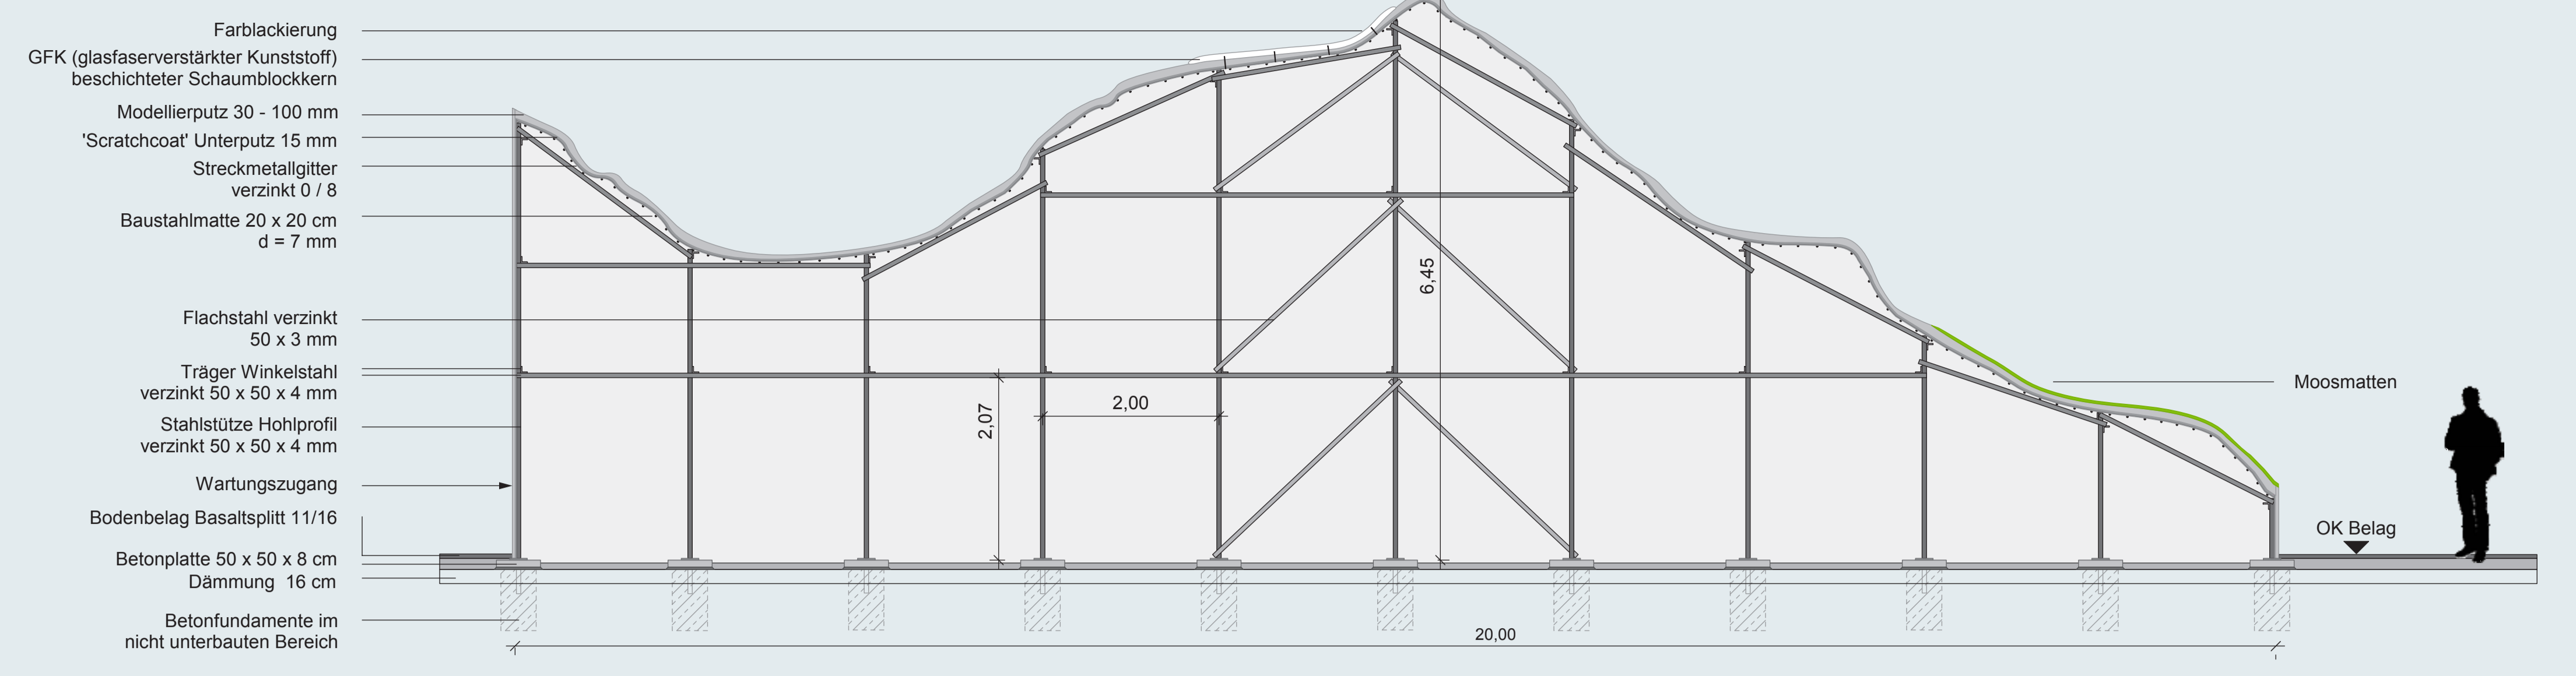 Farblackierung
GFK (glasfaserverstärkter Kunststoff)
beschichteter Schaumblockkern
Modellierputz 30 - 100 mm
'Scratchcoat' Unterputz 15 mm
Streckmetallgitter
verzinkt 0 / 8
Baustahlmatte 20 x 20 cm
d = 7 mm
Flachstahl verzinkt
50 x 3 mm
Träger Winkelstahl
verzinkt 50 x 50 x 4 mm
Stahlstütze Hohlprofil
verzinkt 50 x 50 x 4 mm
Wartungszugang
Bodenbelag Basaltsplitt 11/16
Betonplatte 50 x 50 x 8 cm
Dämmung 16 cm
Betonfundamente im
nicht unterbauten Bereich
2,07
2,00
6,45
20,00
Moosmatten
OK Belag